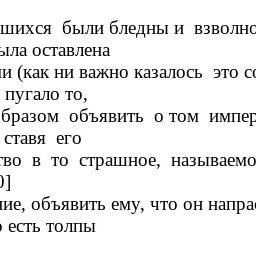 шихся были бледны и взволно
ыла оставлена
и (как ни важно казалось это со
пугало то,
бразом объявить о том импер
ставя его
тво в то страшное, называемо
0]
ие, объявить ему, что он напра
о есть толпы